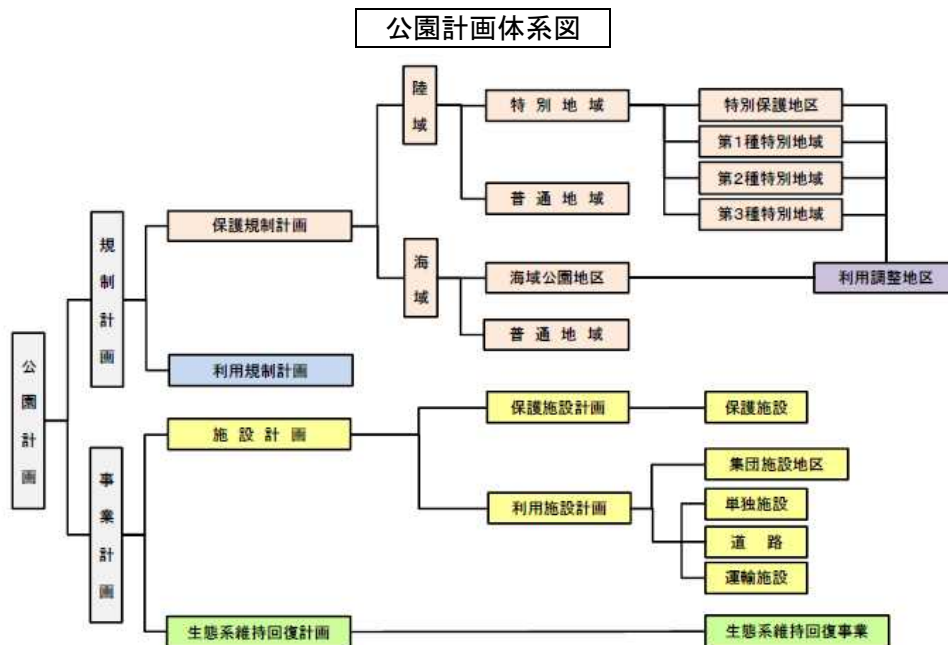 公園計画体系図
公園計画
規制計画
保護規制計画
陸域
特別地域
特別保護地区
第1種特別地域
第2種特別地域
第3種特別地域
普通地域
海域
海域公園地区
利用調整地区
普通地域
利用規制計画
事業計画
施設計画
保護施設計画
保護施設
利用施設計画
集団施設地区
単独施設
道路
運輸施設
生態系維持回復計画
生態系維持回復事業